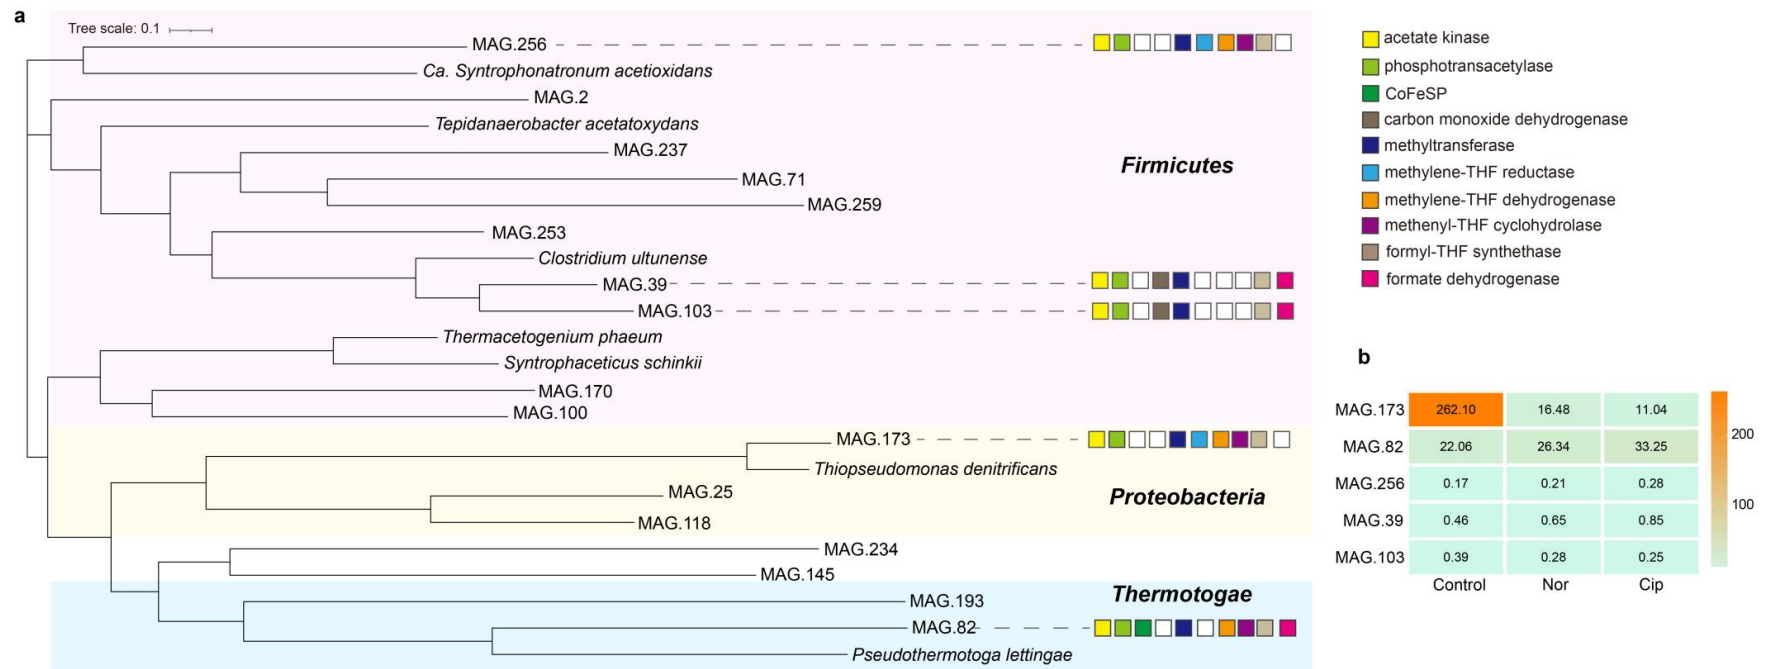 a
Tree scale: 0.1
MAG.256
Ca. Syntrophonatronum acetioxidans
MAG.2
Tepidanaerobacter acetatoxydans
MAG.237
Firmicutes
MAG.71
MAG.259
MAG.253
Clostridium ultunense
MAG.39
MAG.103
Thermacetogenium phaeum
Syntrophaceticus schinkii
MAG.170
MAG.100
MAG.173
Thiopseudomonas denitrificans
MAG.25
Proteobacteria
MAG.118
MAG.234
MAG.145
Thermotogae
MAG.193
MAG.82
Pseudothermotoga lettingae
acetate kinase
phosphotransacetylase
CoFeSP
carbon monoxide dehydrogenase
methyltransferase
methylene-THF reductase
methylene-THF dehydrogenase
methenyl-THF cyclohydrolase
formyl-THF synthethase
formate dehydrogenase
b
MAG.173 262.10 16.48 11.04
MAG.82 22.06 26.34 33.25
MAG.256 0.17 0.21 0.28
MAG.39 0.46 0.65 0.85
MAG.103 0.39 0.28 0.25
Control Nor Cip
200
100